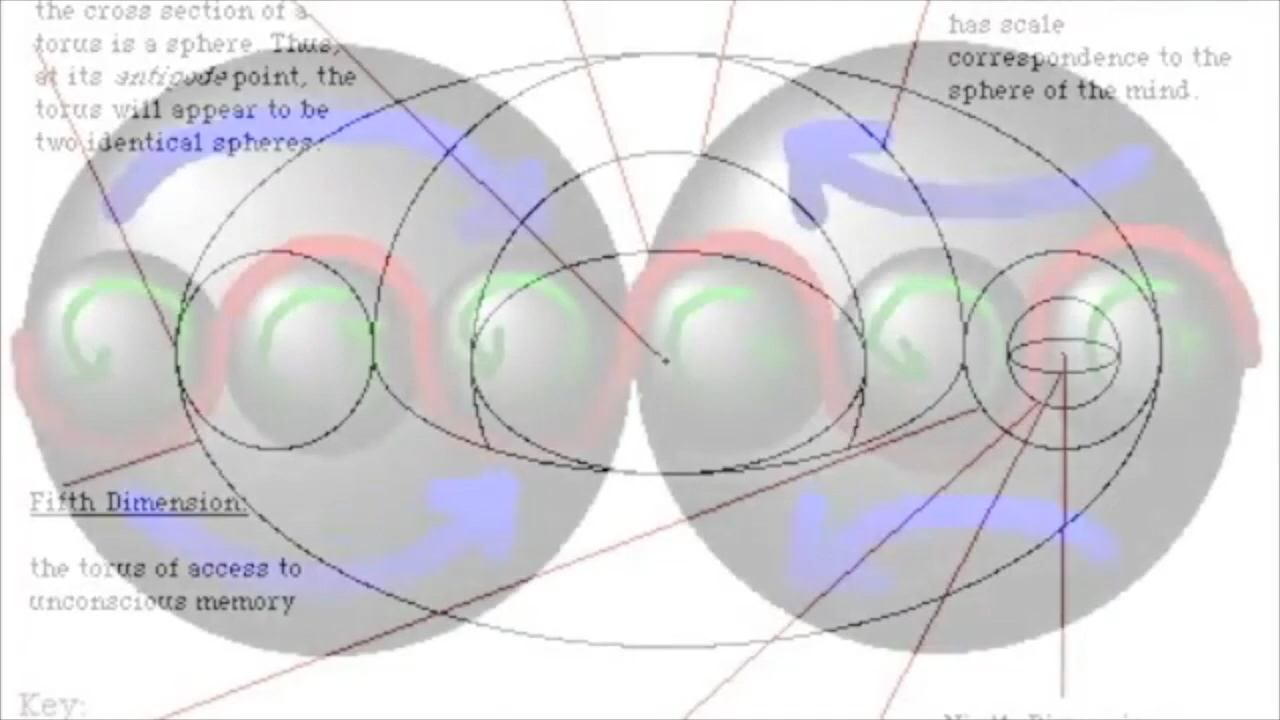 the cross section of a
torus is a sphere. Thus,
at its antipode point, the
torus will appear to be
two identical spheres.
has scale
correspondence to the
sphere of the mind.
Fifth Dimension:
the torus of access to
unconscious memory
Key: